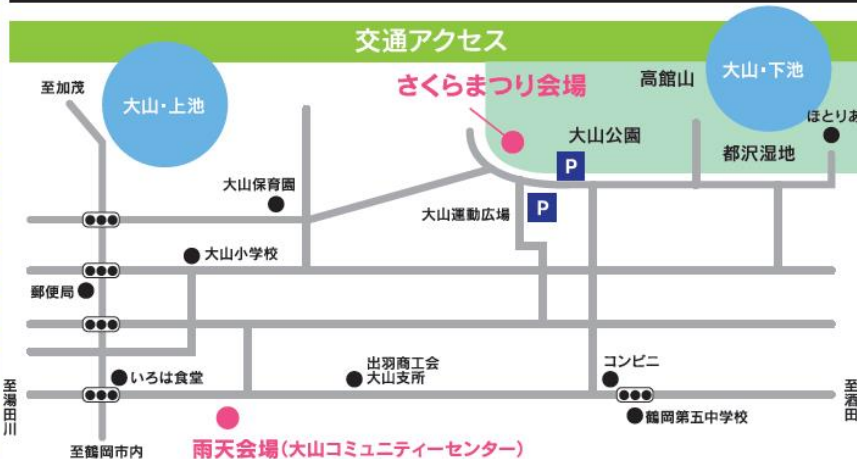 交通アクセス
至加茂
大山・上池
さくらまつり会場
高館山
大山・下池
ほとりあ
大山公園
都沢湿地
P
大山保育園
大山運動広場
P
大山小学校
郵便局
いろは食堂
出羽商工会
大山支所
コンビニ
至湯田川
至酒田
鶴岡第五中学校
至鶴岡市内
雨天会場(大山コミュニティーセンター)